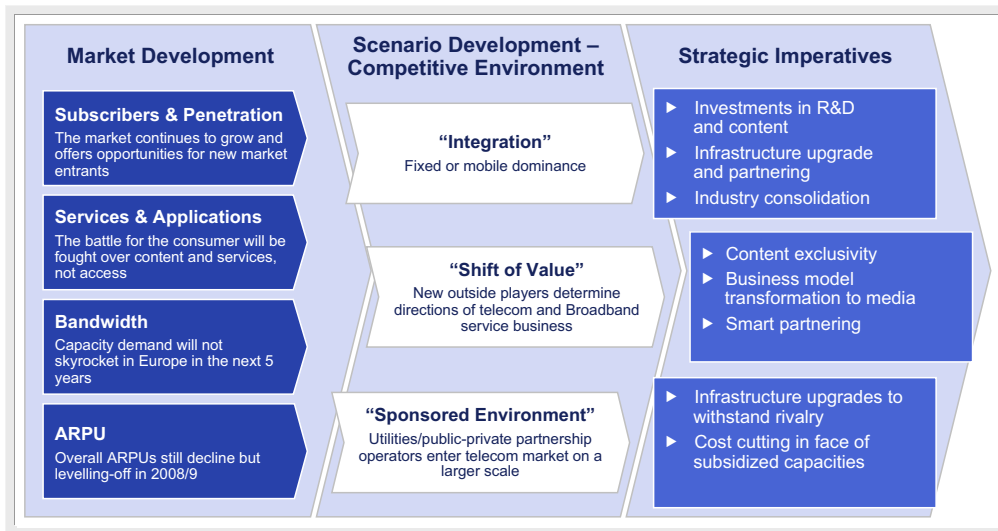 Market Development
Subscribers & Penetration
The market continues to grow and
offers opportunities for new market
entrants
Services & Applications
The battle for the consumer will be
fought over content and services,
not access
Bandwidth
Capacity demand will not
skyrocket in Europe in the next 5
years
ARPU
Overall ARPUs still decline but
levelling-off in 2008/9
Scenario Development –
Competitive Environment
“Integration”
Fixed or mobile dominance
“Shift of Value”
New outside players determine
directions of telecom and Broadband
service business
“Sponsored Environment”
Utilities/public-private partnership
operators enter telecom market on a
larger scale
Strategic Imperatives
Investments in R&D
and content
Infrastructure upgrade
and partnering
Industry consolidation
Content exclusivity
Business model
transformation to media
Smart partnering
Infrastructure upgrades to
withstand rivalry
Cost cutting in face of
subsidized capacities